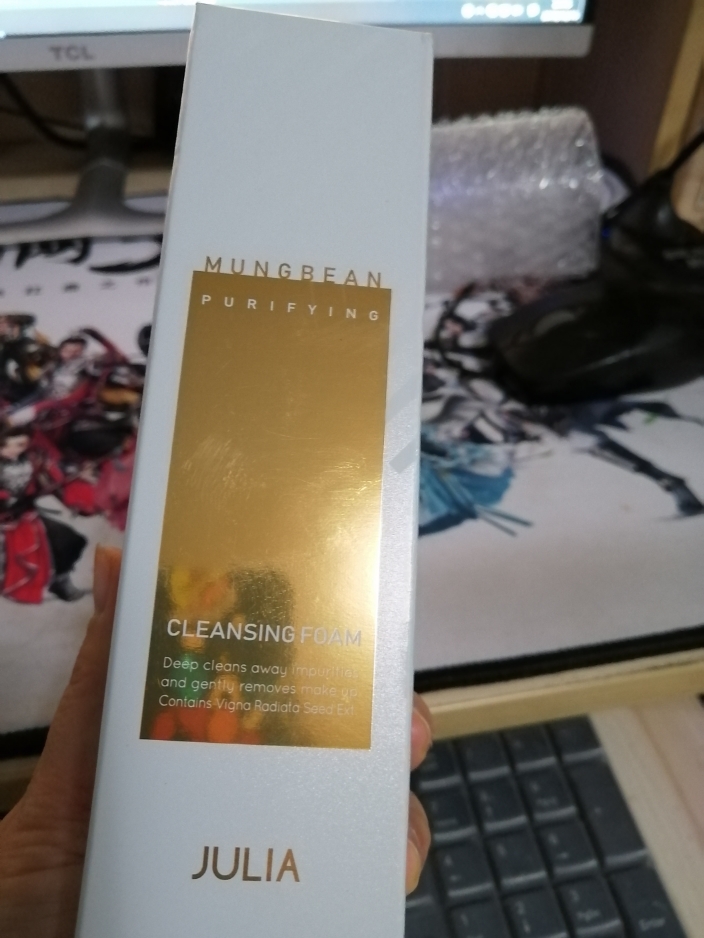 TCL
MUNGBEAN
PURIFYING
CLEANSING FOAM
Deep cleans away impurities
and gently removes make up
Contains Vigna Radiata Seed Ext.
JULIA